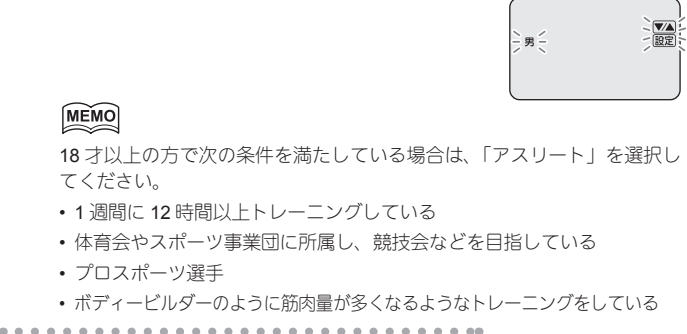 男
▼/▲
設定
MEMO
18 才以上の方で次の条件を満たしている場合は、「アスリート」を選択し
てください。
• 1 週間に 12 時間以上トレーニングしている
• 体育会やスポーツ事業団に所属し、競技会などを目指している
• プロスポーツ選手
• ボディービルダーのように筋肉量が多くなるようなトレーニングをしている